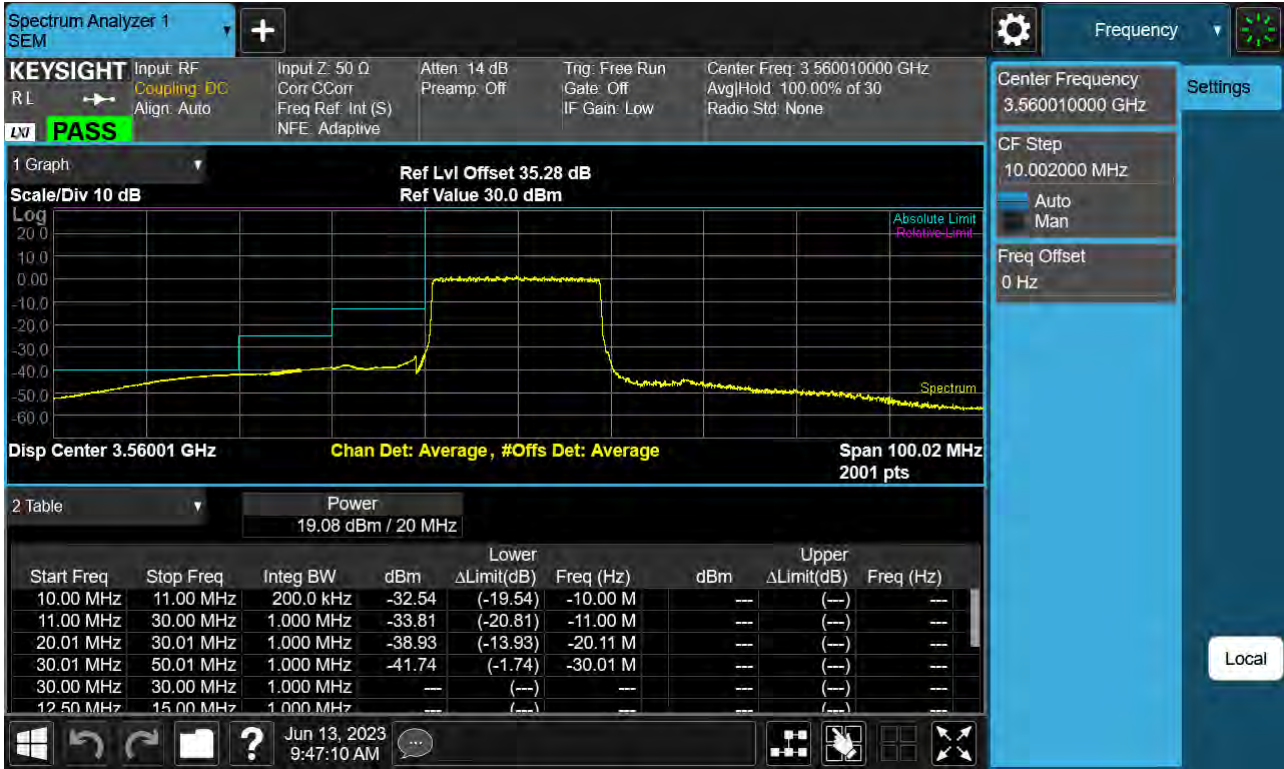 Spectrum Analyzer 1
SEM
Frequency
KEYSIGHT
Input: RF
Coupling: DC
Align: Auto
Input Z: 50 Ω
Corr CCorr
Freq Ref: Int (S)
NFE: Adaptive
Atten: 14 dB
Preamp: Off
Trig: Free Run
Gate: Off
IF Gain: Low
Center Freq: 3.560010000 GHz
Avg|Hold: 100.00% of 30
Radio Std: None
R L
LXI
PASS
Center Frequency
3.560010000 GHz
Settings
CF Step
10.002000 MHz
Auto
Man
Freq Offset
0 Hz
1 Graph
Ref Lvl Offset 35.28 dB
Scale/Div 10 dB
Ref Value 30.0 dBm
Log
Absolute Limit
Relative Limit
20.0
10.0
0.00
-10.0
-20.0
-30.0
-40.0
-50.0
-60.0
Spectrum
Disp Center 3.56001 GHz
Chan Det: Average, #Offs Det: Average
Span 100.02 MHz
2001 pts
2 Table
Power
19.08 dBm / 20 MHz
Lower Upper
Start Freq Stop Freq Integ BW dBm ΔLimit(dB) Freq (Hz) dBm ΔLimit(dB) Freq (Hz)
10.00 MHz 11.00 MHz 200.0 kHz -32.54 (-19.54) -10.00 M --- (---) ---
11.00 MHz 30.00 MHz 1.000 MHz -33.81 (-20.81) -11.00 M --- (---) ---
20.01 MHz 30.01 MHz 1.000 MHz -38.93 (-13.93) -20.11 M --- (---) ---
30.01 MHz 50.01 MHz 1.000 MHz -41.74 (-1.74) -30.01 M --- (---) ---
30.00 MHz 30.00 MHz 1.000 MHz --- (---) --- --- (---) ---
12.50 MHz 15.00 MHz 1.000 MHz --- (---) --- --- (---) ---
Local
?
Jun 13, 2023
9:47:10 AM